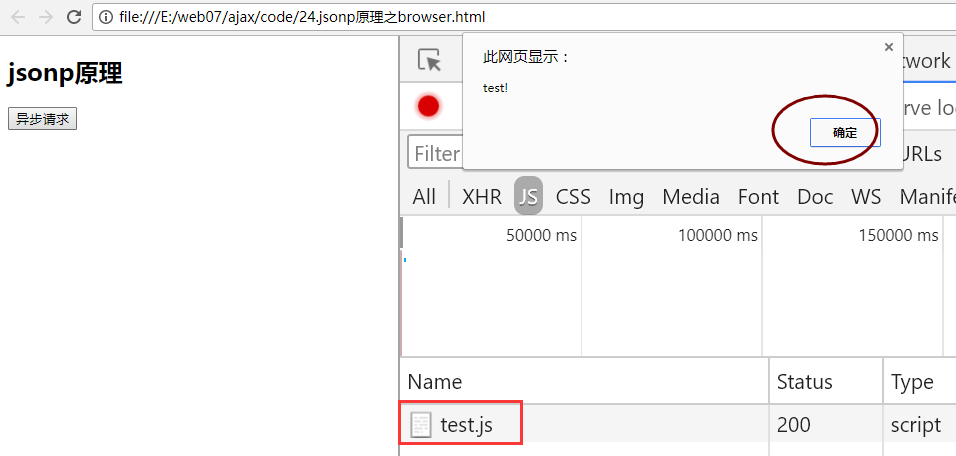 file:///E:/web07/ajax/code/24.jsonp原理之browser.html
jsonp原理
异步请求
此网页显示：
test!
确定
twork
rve lo
Filter
URLs
All XHR JS CSS Img Media Font Doc WS Manife
50000 ms 100000 ms 150000 ms
Name Status Type
test.js 200 script